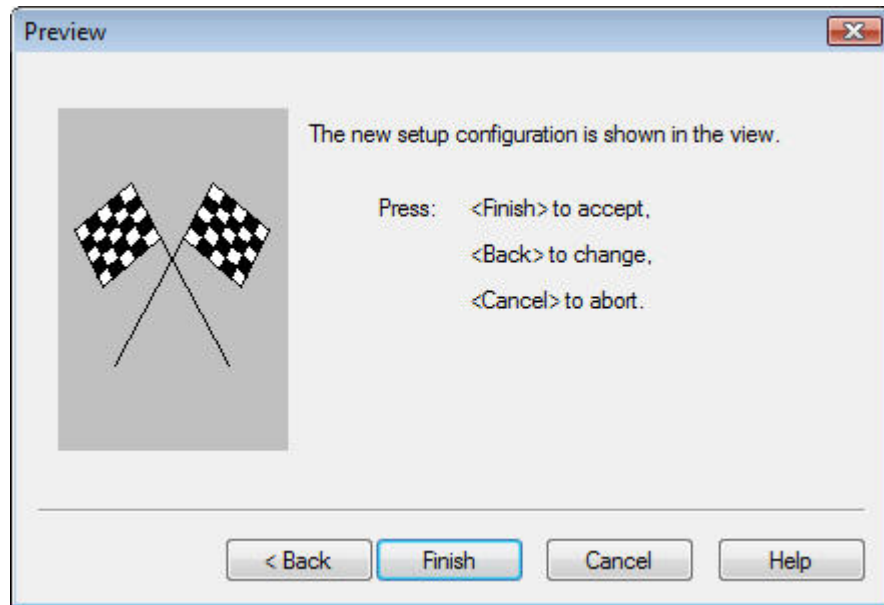 Preview
The new setup configuration is shown in the view.
Press: <Finish> to accept,
<Back> to change,
<Cancel> to abort.
< Back Finish Cancel Help